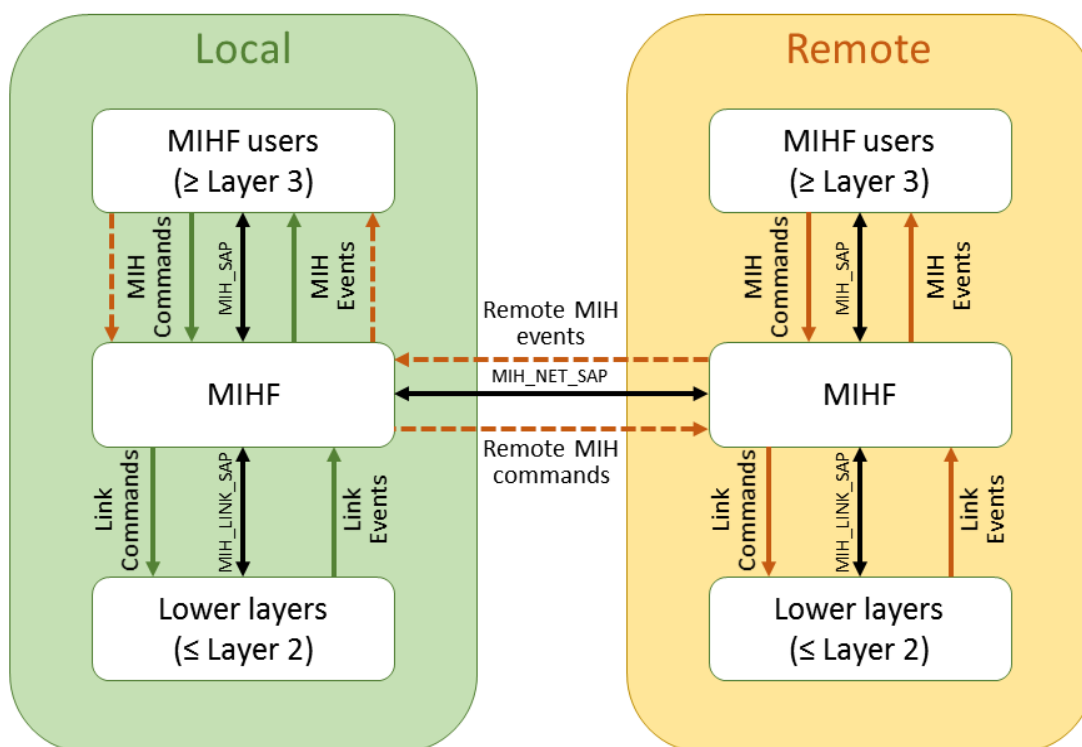 Local
MIHF users
(≥ Layer 3)
MIH
Commands
MIH_SAP
MIH
Events
MIHF
Link
Commands
MIH_LINK_SAP
Link
Events
Lower layers
(≤ Layer 2)
Remote MIH
events
MIH_NET_SAP
Remote MIH
commands
Remote
MIHF users
(≥ Layer 3)
MIH
Commands
MIH_SAP
MIH
Events
MIHF
Link
Commands
MIH_LINK_SAP
Link
Events
Lower layers
(≤ Layer 2)